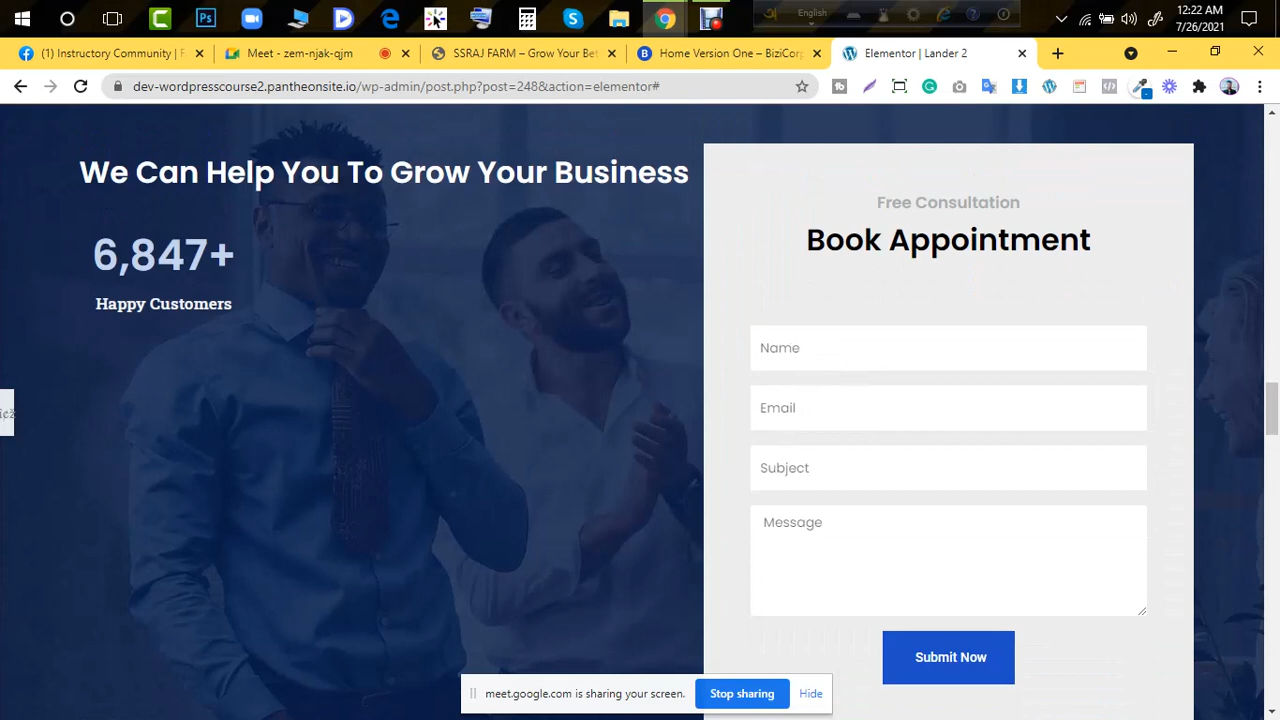 12:22 AM
7/26/2021
English
(1) Instructory Community | F
Meet - zem-njak-qjm
SSRAJ FARM – Grow Your Bet
Home Version One – BiziCorp
Elementor | Lander 2
dev-wordpresscourse2.pantheonsite.io/wp-admin/post.php?post=248&action=elementor#
We Can Help You To Grow Your Business
6,847+
Happy Customers
Free Consultation
Book Appointment
Name
Email
Subject
Message
Submit Now
meet.google.com is sharing your screen.
Stop sharing
Hide